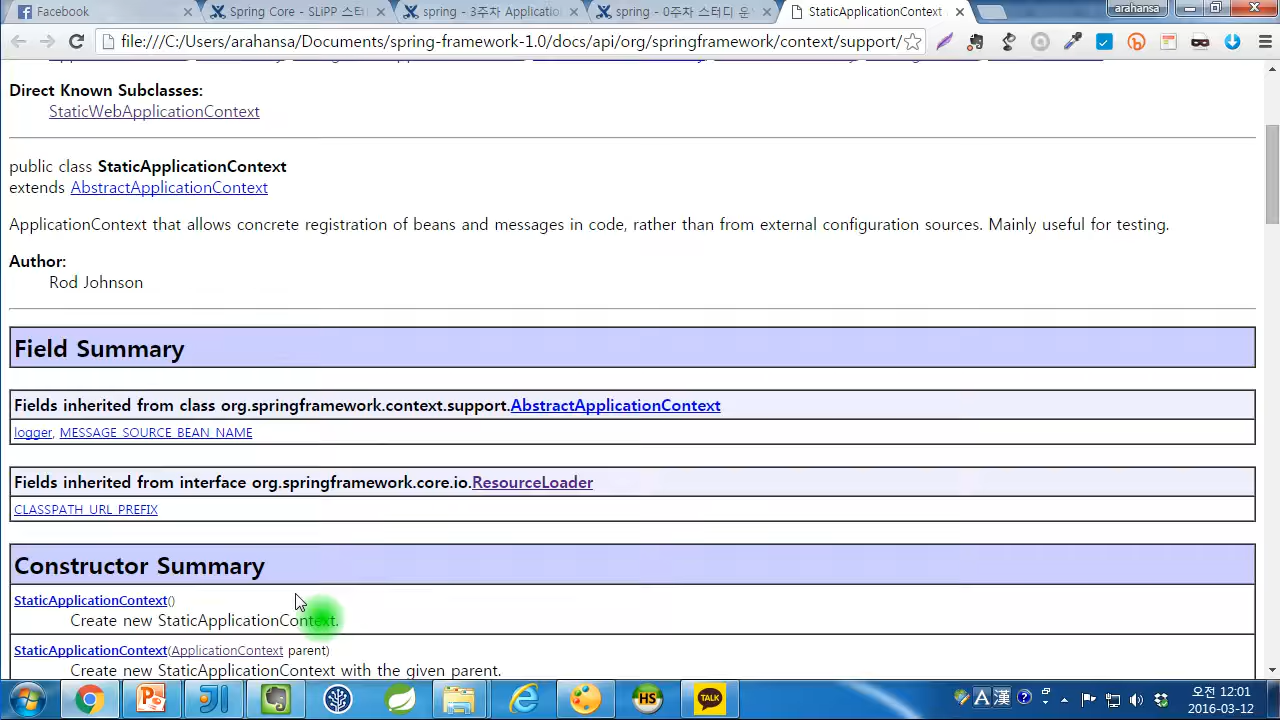 Facebook
Spring Core - SLiPP 스터
spring - 3주차 Application
spring - 0주차 스터디 운
StaticApplicationContext
arahansa
file:///C:/Users/arahansa/Documents/spring-framework-1.0/docs/api/org/springframework/context/support/
Direct Known Subclasses:
StaticWebApplicationContext
public class StaticApplicationContext
extends AbstractApplicationContext
ApplicationContext that allows concrete registration of beans and messages in code, rather than from external configuration sources. Mainly useful for testing.
Author:
Rod Johnson
Field Summary
Fields inherited from class org.springframework.context.support.AbstractApplicationContext
logger, MESSAGE_SOURCE_BEAN_NAME
Fields inherited from interface org.springframework.core.io.ResourceLoader
CLASSPATH_URL_PREFIX
Constructor Summary
StaticApplicationContext()
Create new StaticApplicationContext.
StaticApplicationContext(ApplicationContext parent)
Create new StaticApplicationContext with the given parent.
HS
TALK
A 漢
오전 12:01
2016-03-12